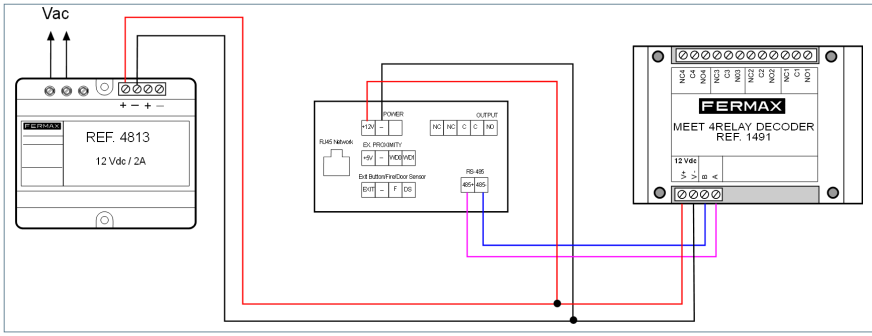 Vac
+ − + −
FERMAX
REF. 4813
12 Vdc / 2A
POWER
+12V −
OUTPUT
NC NC C C NO
RJ45 Network
EX. PROXIMITY
+5V − WD0 WD1
Exit Button/Fire/Door Sensor
EXIT − F DS
RS-485
485+ 485-
NC4 C4 NO4 NC3 C3 N03 NC2 C2 NO2 NC1 C1 NO1
FERMAX
MEET 4RELAY DECODER
REF. 1491
12 Vdc
V+ V- B A